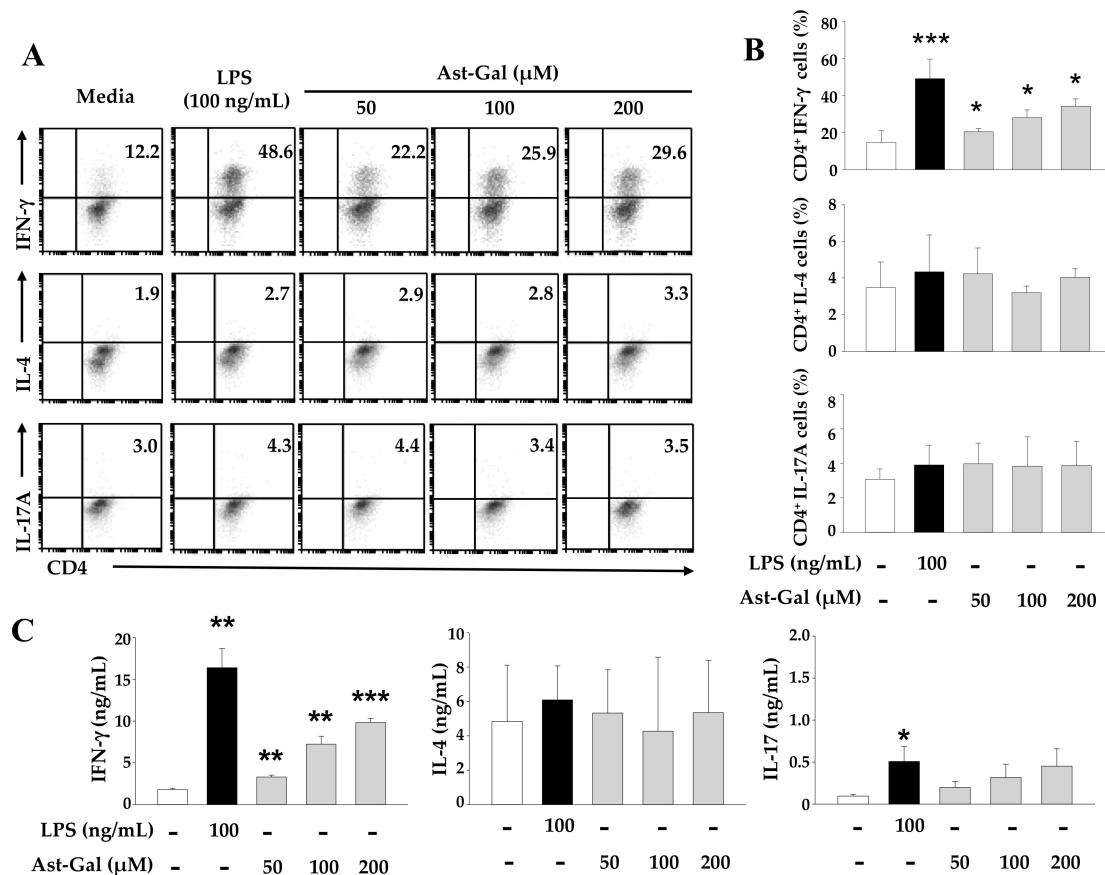 A
Media
LPS
(100 ng/mL)
Ast-Gal (µM)
50 100 200
IFN-γ
12.2 48.6 22.2 25.9 29.6
IL-4
1.9 2.7 2.9 2.8 3.3
IL-17A
3.0 4.3 4.4 3.4 3.5
CD4
B
CD4⁺ IFN-γ cells (%)
80
60
40
20
0
*** * * *
CD4⁺ IL-4 cells (%)
8
6
4
2
0
CD4⁺ IL-17A cells (%)
8
6
4
2
0
LPS (ng/mL) - 100 - - -
Ast-Gal (µM) - - 50 100 200
C
IFN-γ (ng/mL)
20
15
10
5
0
** ** ** ***
LPS (ng/mL) - 100 - - -
Ast-Gal (µM) - - 50 100 200
IL-4 (ng/mL)
10
8
6
4
2
0
- 100 - - -
- - 50 100 200
IL-17 (ng/mL)
2.0
1.5
1.0
0.5
0.0
*
- 100 - - -
- - 50 100 200